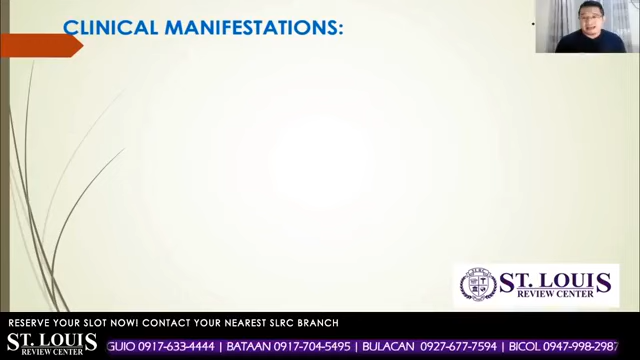 CLINICAL MANIFESTATIONS:
ST. LOUIS
REVIEW CENTER
RESERVE YOUR SLOT NOW! CONTACT YOUR NEAREST SLRC BRANCH
ST. LOUIS
REVIEW CENTER
GUIO 0917-633-4444 | BATAAN 0917-704-5495 | BULACAN 0927-677-7594 | BICOL 0947-998-2987